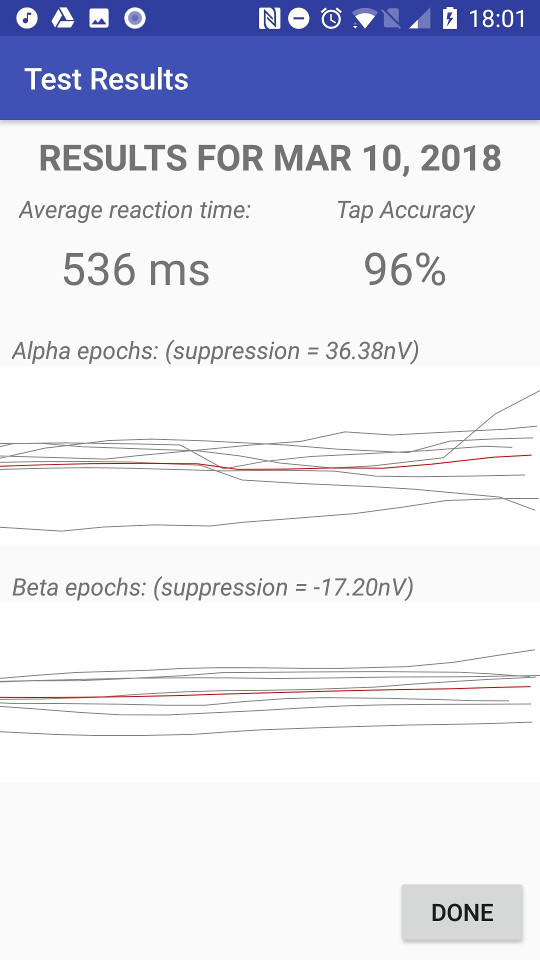 18:01
Test Results
RESULTS FOR MAR 10, 2018
Average reaction time:
Tap Accuracy
536 ms
96%
Alpha epochs: (suppression = 36.38nV)
Beta epochs: (suppression = -17.20nV)
DONE